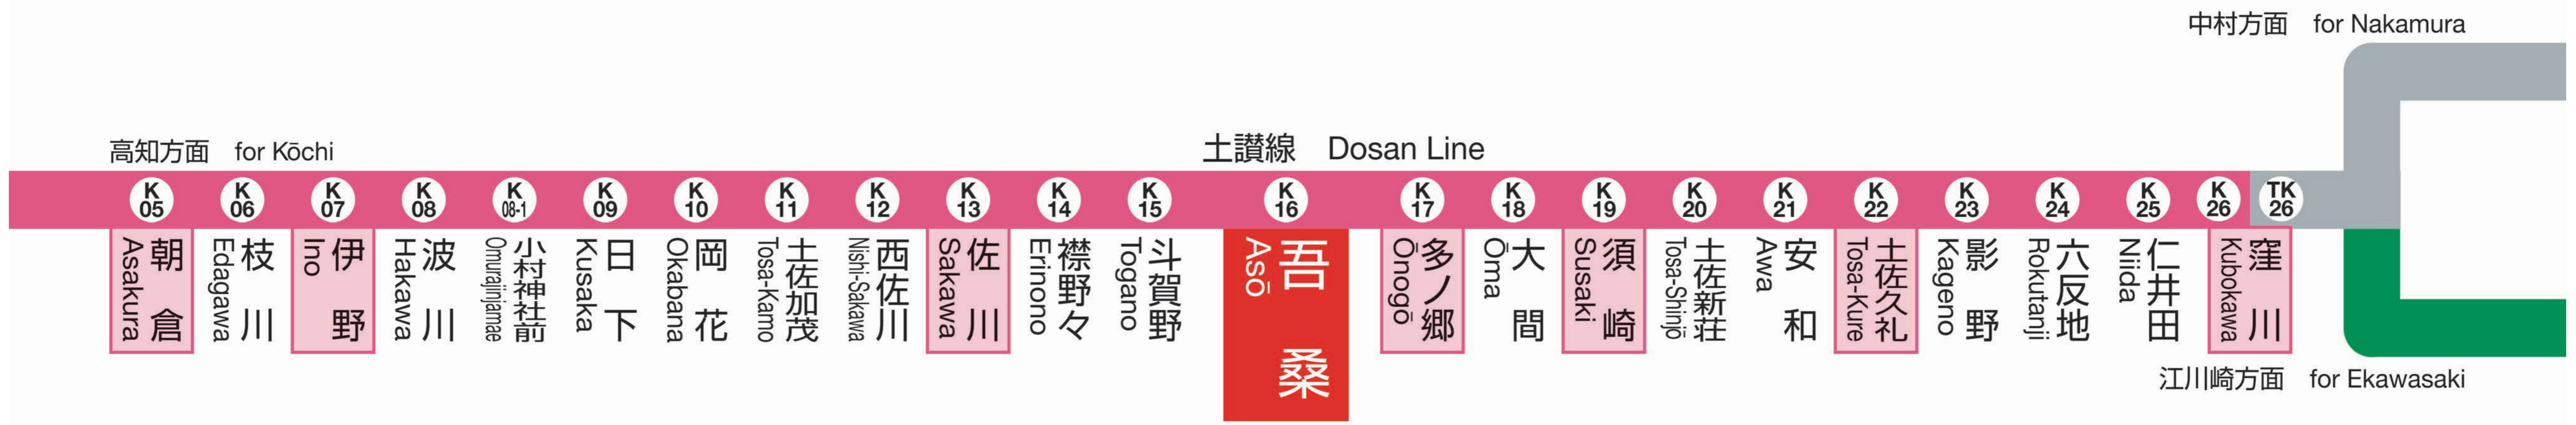 中村方面 for Nakamura
高知方面 for Kōchi
土讃線 Dosan Line
K 05
朝倉
Asakura
K 06
枝川
Edagawa
K 07
伊野
Ino
K 08
波川
Hakawa
K 08-1
小村神社前
Omurajinjamae
K 09
日下
Kusaka
K 10
岡花
Okabana
K 11
土佐加茂
Tosa-Kamo
K 12
西佐川
Nishi-Sakawa
K 13
佐川
Sakawa
K 14
襟野々
Erinono
K 15
斗賀野
Togano
K 16
吾桑
Asō
K 17
多ノ郷
Ōnogō
K 18
大間
Ōma
K 19
須崎
Susaki
K 20
土佐新荘
Tosa-Shinjō
K 21
安和
Awa
K 22
土佐久礼
Tosa-Kure
K 23
影野
Kageno
K 24
六反地
Rokutanji
K 25
仁井田
Niida
K 26
TK 26
窪川
Kubokawa
江川崎方面 for Ekawasaki